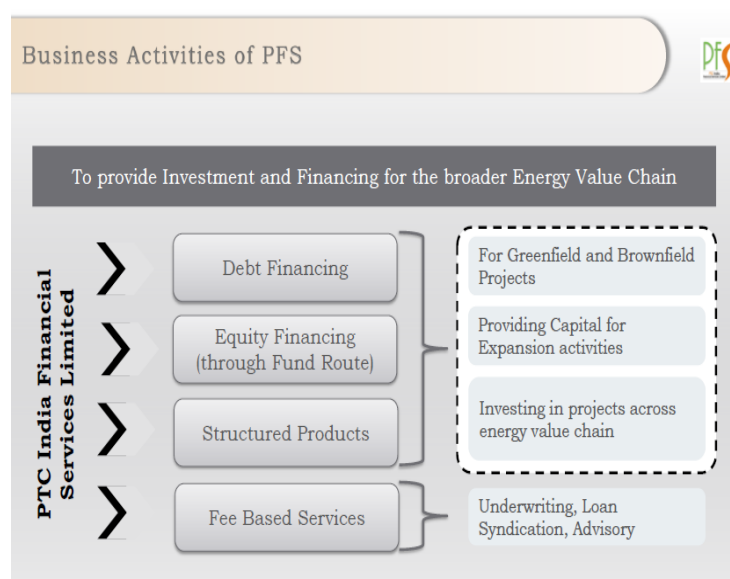 Business Activities of PFS
pfs
To provide Investment and Financing for the broader Energy Value Chain
PTC India Financial
Services Limited
Debt Financing
Equity Financing
(through Fund Route)
Structured Products
Fee Based Services
For Greenfield and Brownfield
Projects
Providing Capital for
Expansion activities
Investing in projects across
energy value chain
Underwriting, Loan
Syndication, Advisory